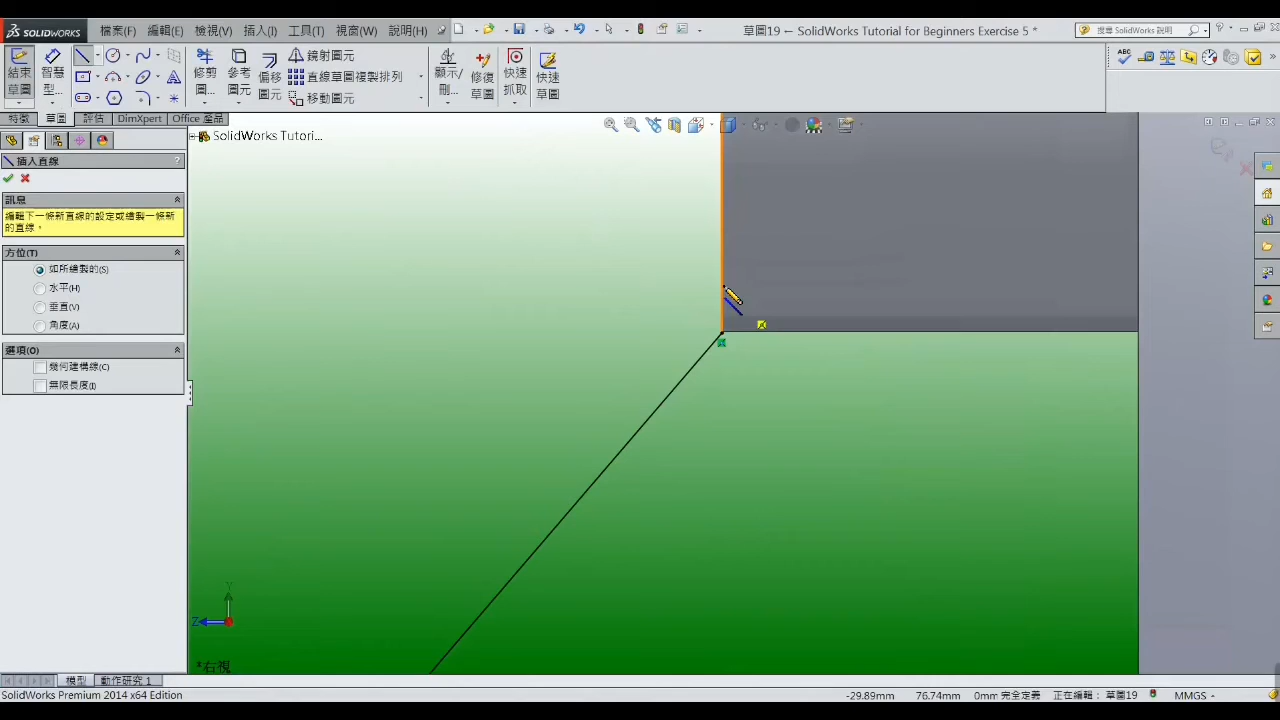 SOLIDWORKS 檔案(F) 編輯(E) 檢視(V) 插入(I) 工具(T) 視窗(W) 說明(H) 草圖19 ← SolidWorks Tutorial for Beginners Exercise 5 * 搜尋 SolidWorks 說明
結束草圖 智慧型... 修剪圖... 參考圖元 偏移圖元 鏡射圖元 直線草圖複製排列 移動圖元 顯示/刪... 修復草圖 快速抓取 快速草圖
特徵 草圖 評估 DimXpert Office 產品
SolidWorks Tutori...
插入直線 ?
訊息
編輯下一條新直線的設定或繪製一條新
的直線。
方位(T)
如所繪製的(S)
水平(H)
垂直(V)
角度(A)
選項(O)
幾何建構線(C)
無限長度(I)
Y
Z
*右視
模型 動作研究 1
SolidWorks Premium 2014 x64 Edition -29.89mm 76.74mm 0mm 完全定義 正在編輯: 草圖19 MMGS